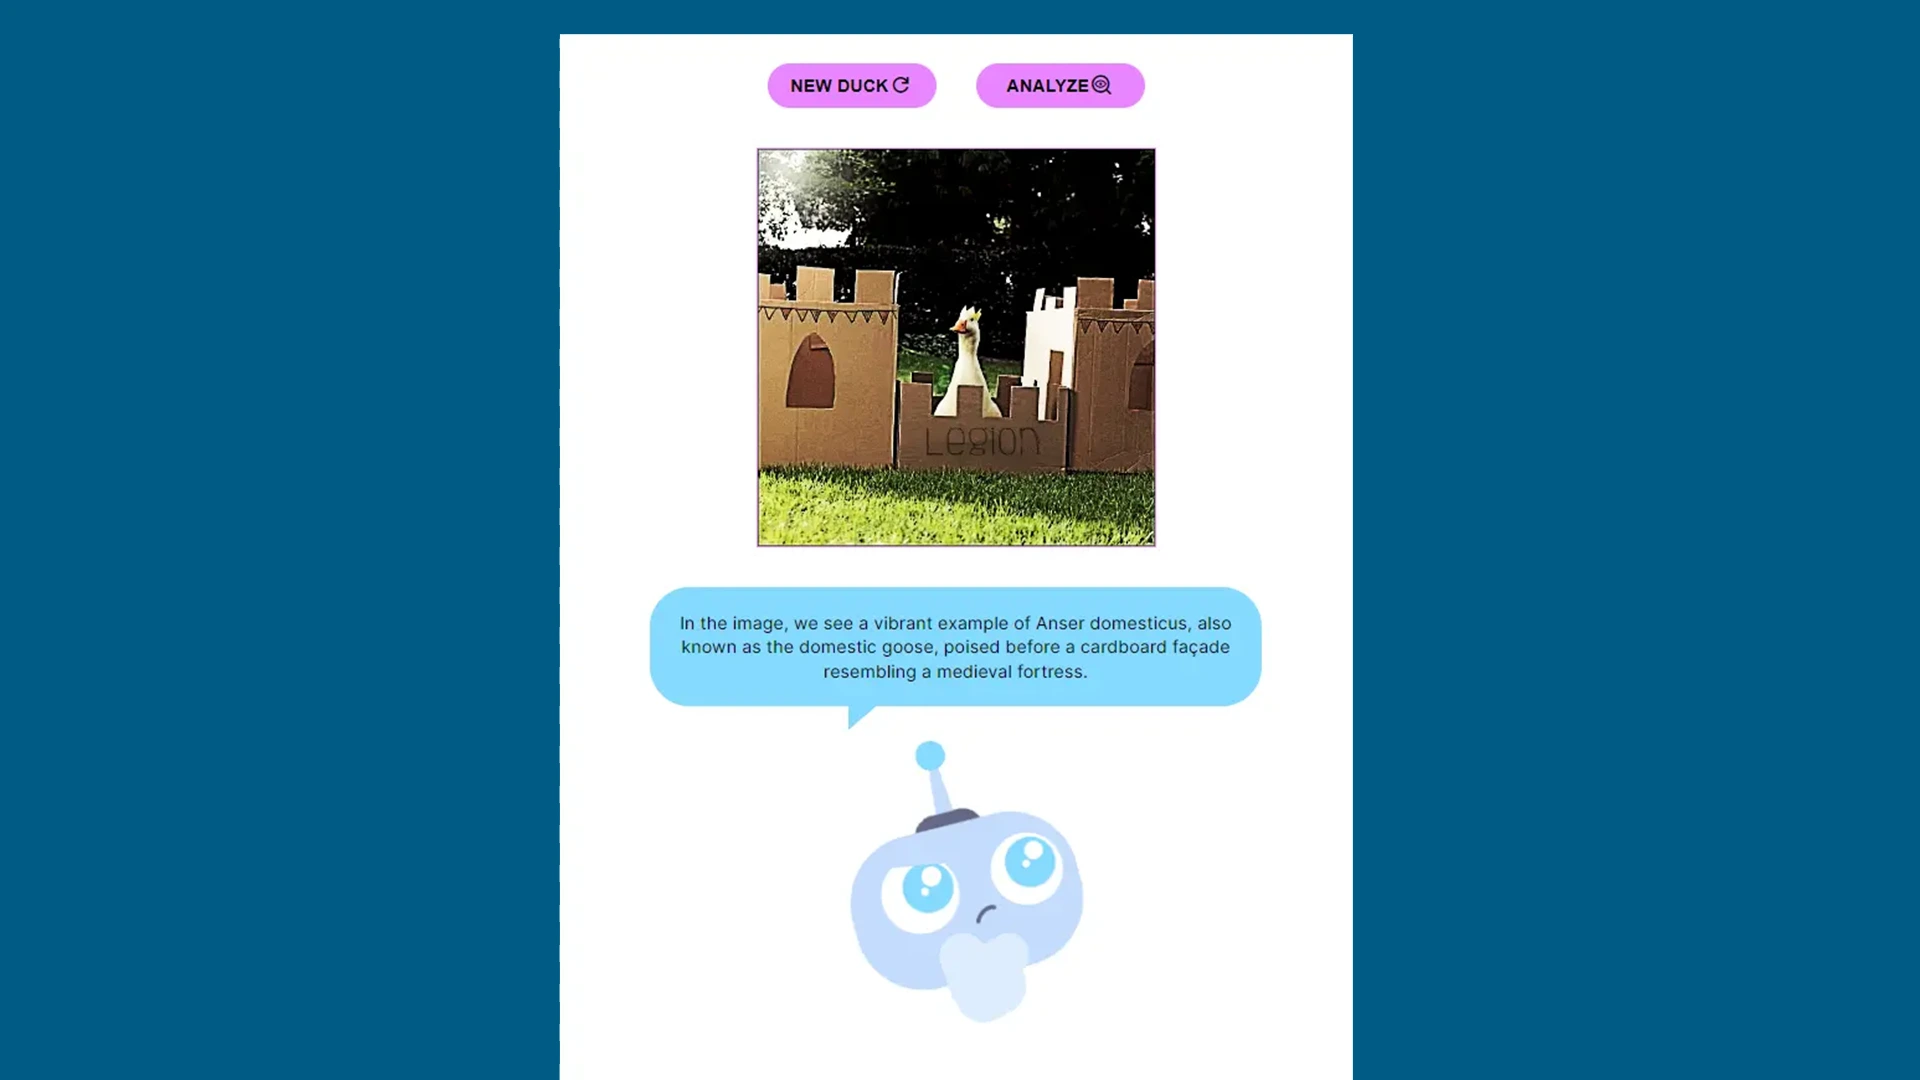 NEW DUCK
ANALYZE
Legion
In the image, we see a vibrant example of Anser domesticus, also
known as the domestic goose, poised before a cardboard façade
resembling a medieval fortress.